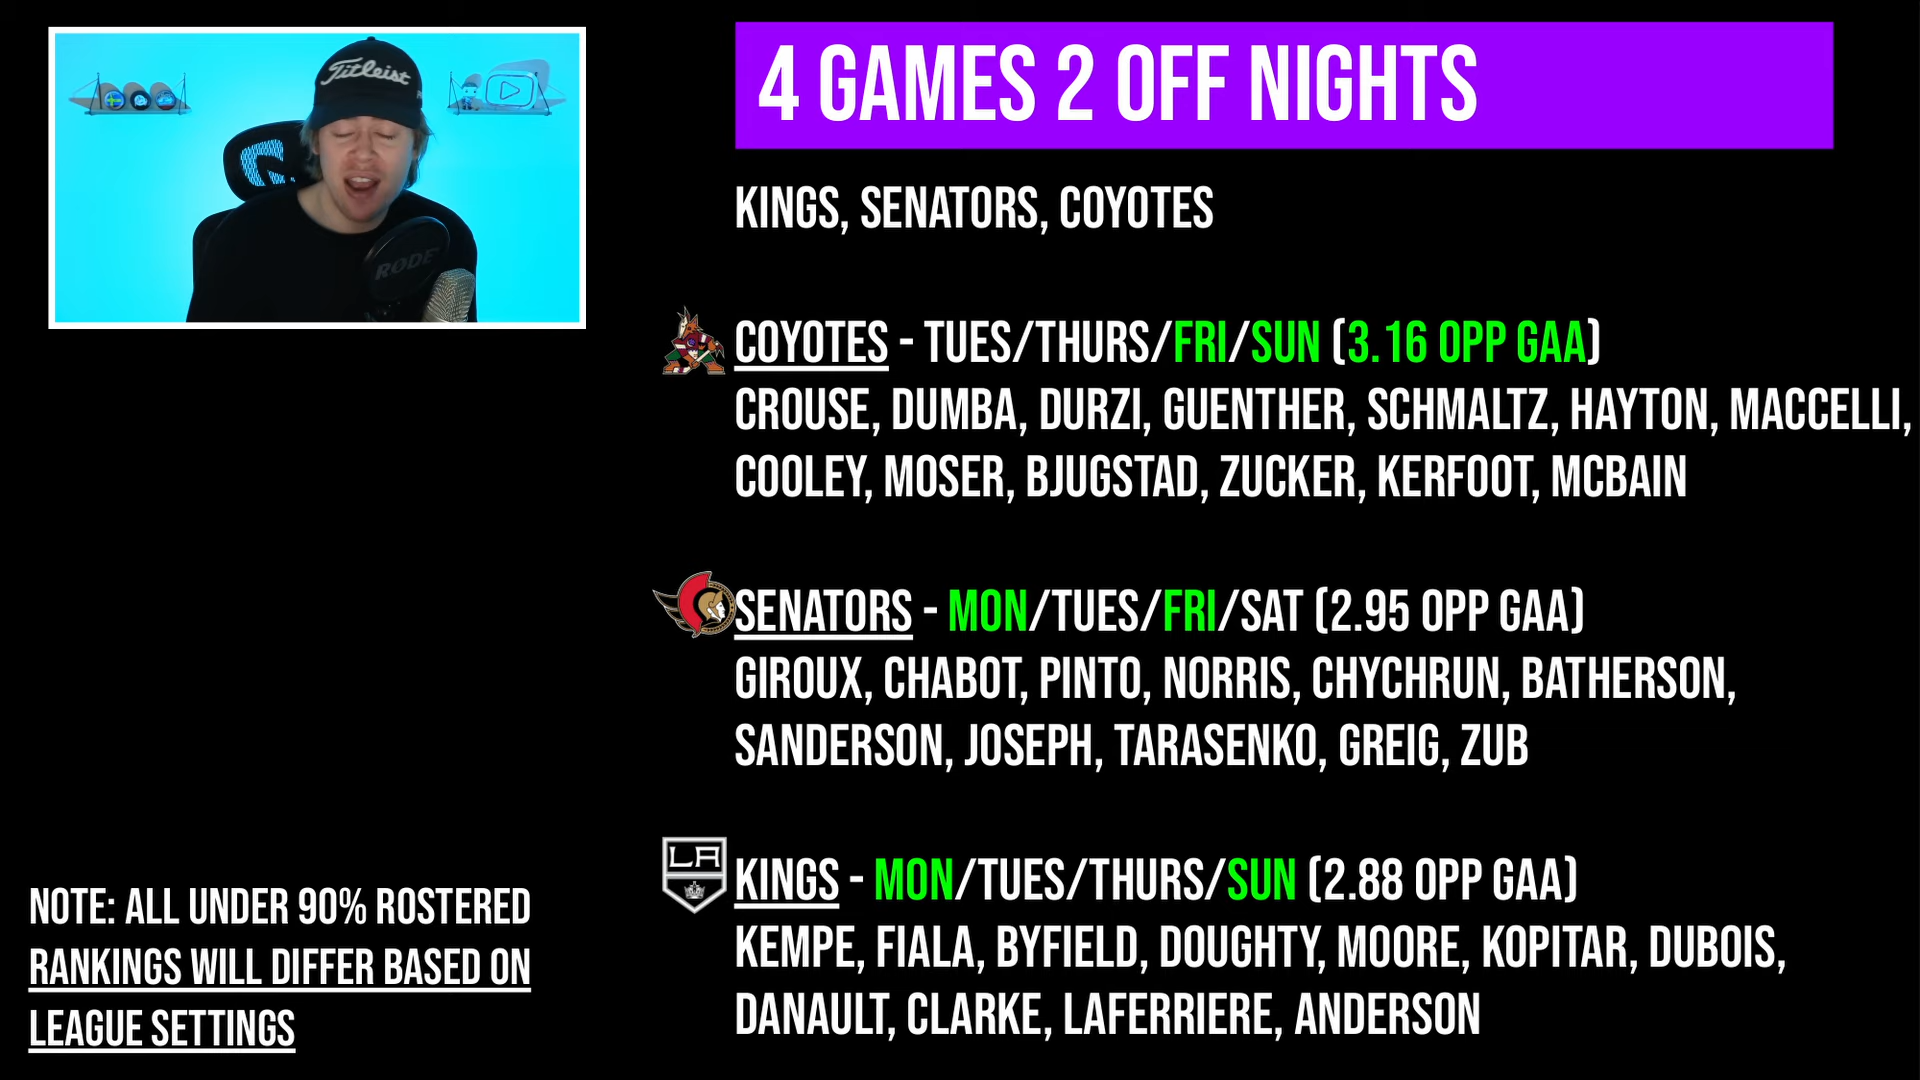 Titleist
RODE
4 GAMES 2 OFF NIGHTS
KINGS, SENATORS, COYOTES
COYOTES - TUES/THURS/FRI/SUN (3.16 OPP GAA)
CROUSE, DUMBA, DURZI, GUENTHER, SCHMALTZ, HAYTON, MACCELLI,
COOLEY, MOSER, BJUGSTAD, ZUCKER, KERFOOT, MCBAIN
SENATORS - MON/TUES/FRI/SAT (2.95 OPP GAA)
GIROUX, CHABOT, PINTO, NORRIS, CHYCHRUN, BATHERSON,
SANDERSON, JOSEPH, TARASENKO, GREIG, ZUB
LA
KINGS - MON/TUES/THURS/SUN (2.88 OPP GAA)
KEMPE, FIALA, BYFIELD, DOUGHTY, MOORE, KOPITAR, DUBOIS,
DANAULT, CLARKE, LAFERRIERE, ANDERSON
NOTE: ALL UNDER 90% ROSTERED
RANKINGS WILL DIFFER BASED ON
LEAGUE SETTINGS